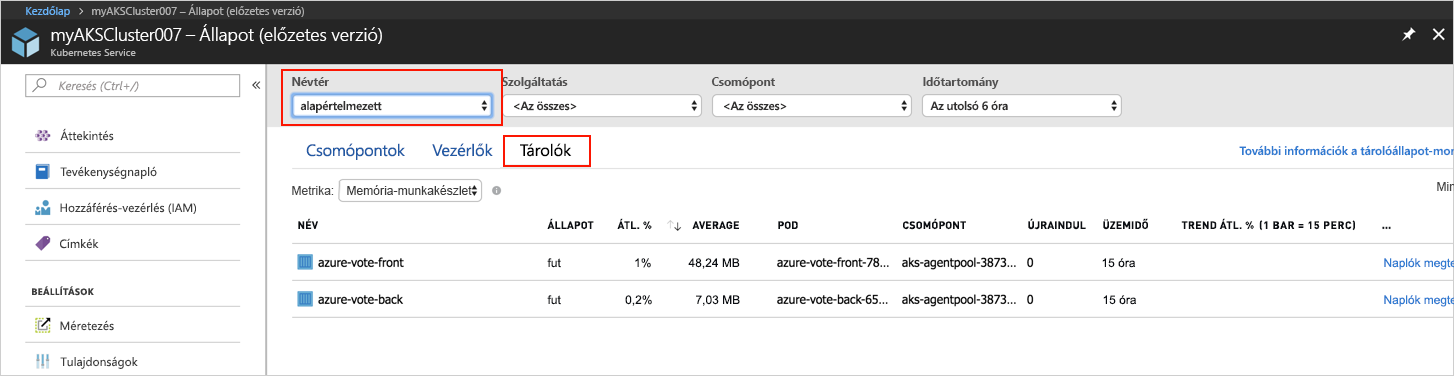 Kezdőlap > myAKSCluster007 – Állapot (előzetes verzió)
myAKSCluster007 – Állapot (előzetes verzió)
Kubernetes Service
Keresés (Ctrl+/)
«
Áttekintés
Tevékenységnapló
Hozzáférés-vezérlés (IAM)
Címkék
BEÁLLÍTÁSOK
Méretezés
Tulajdonságok
Névtér Szolgáltatás Csomópont Időtartomány
alapértelmezett <Az összes> <Az összes> Az utolsó 6 óra
Csomópontok Vezérlők Tárolók
További információk a tárolóállapot-mor
Metrika: Memória-munkakészlet
Mir
NÉV ÁLLAPOT ÁTL. % ↑↓ AVERAGE POD CSOMÓPONT ÚJRAINDUL ÜZEMIDŐ TREND ÁTL. % (1 BAR = 15 PERC) ...
azure-vote-front fut 1% 48,24 MB azure-vote-front-78... aks-agentpool-3873... 0 15 óra Naplók megte
azure-vote-back fut 0,2% 7,03 MB azure-vote-back-65... aks-agentpool-3873... 0 15 óra Naplók megte